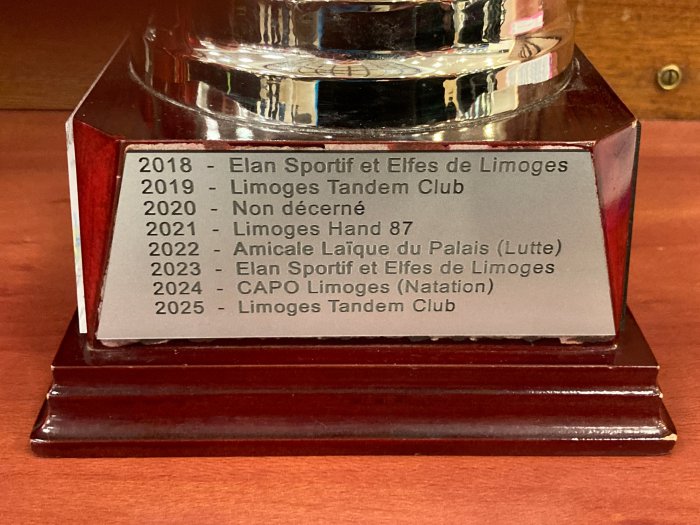 2018 - Elan Sportif et Elfes de Limoges
2019 - Limoges Tandem Club
2020 - Non décerné
2021 - Limoges Hand 87
2022 - Amicale Laïque du Palais (Lutte)
2023 - Elan Sportif et Elfes de Limoges
2024 - CAPO Limoges (Natation)
2025 - Limoges Tandem Club